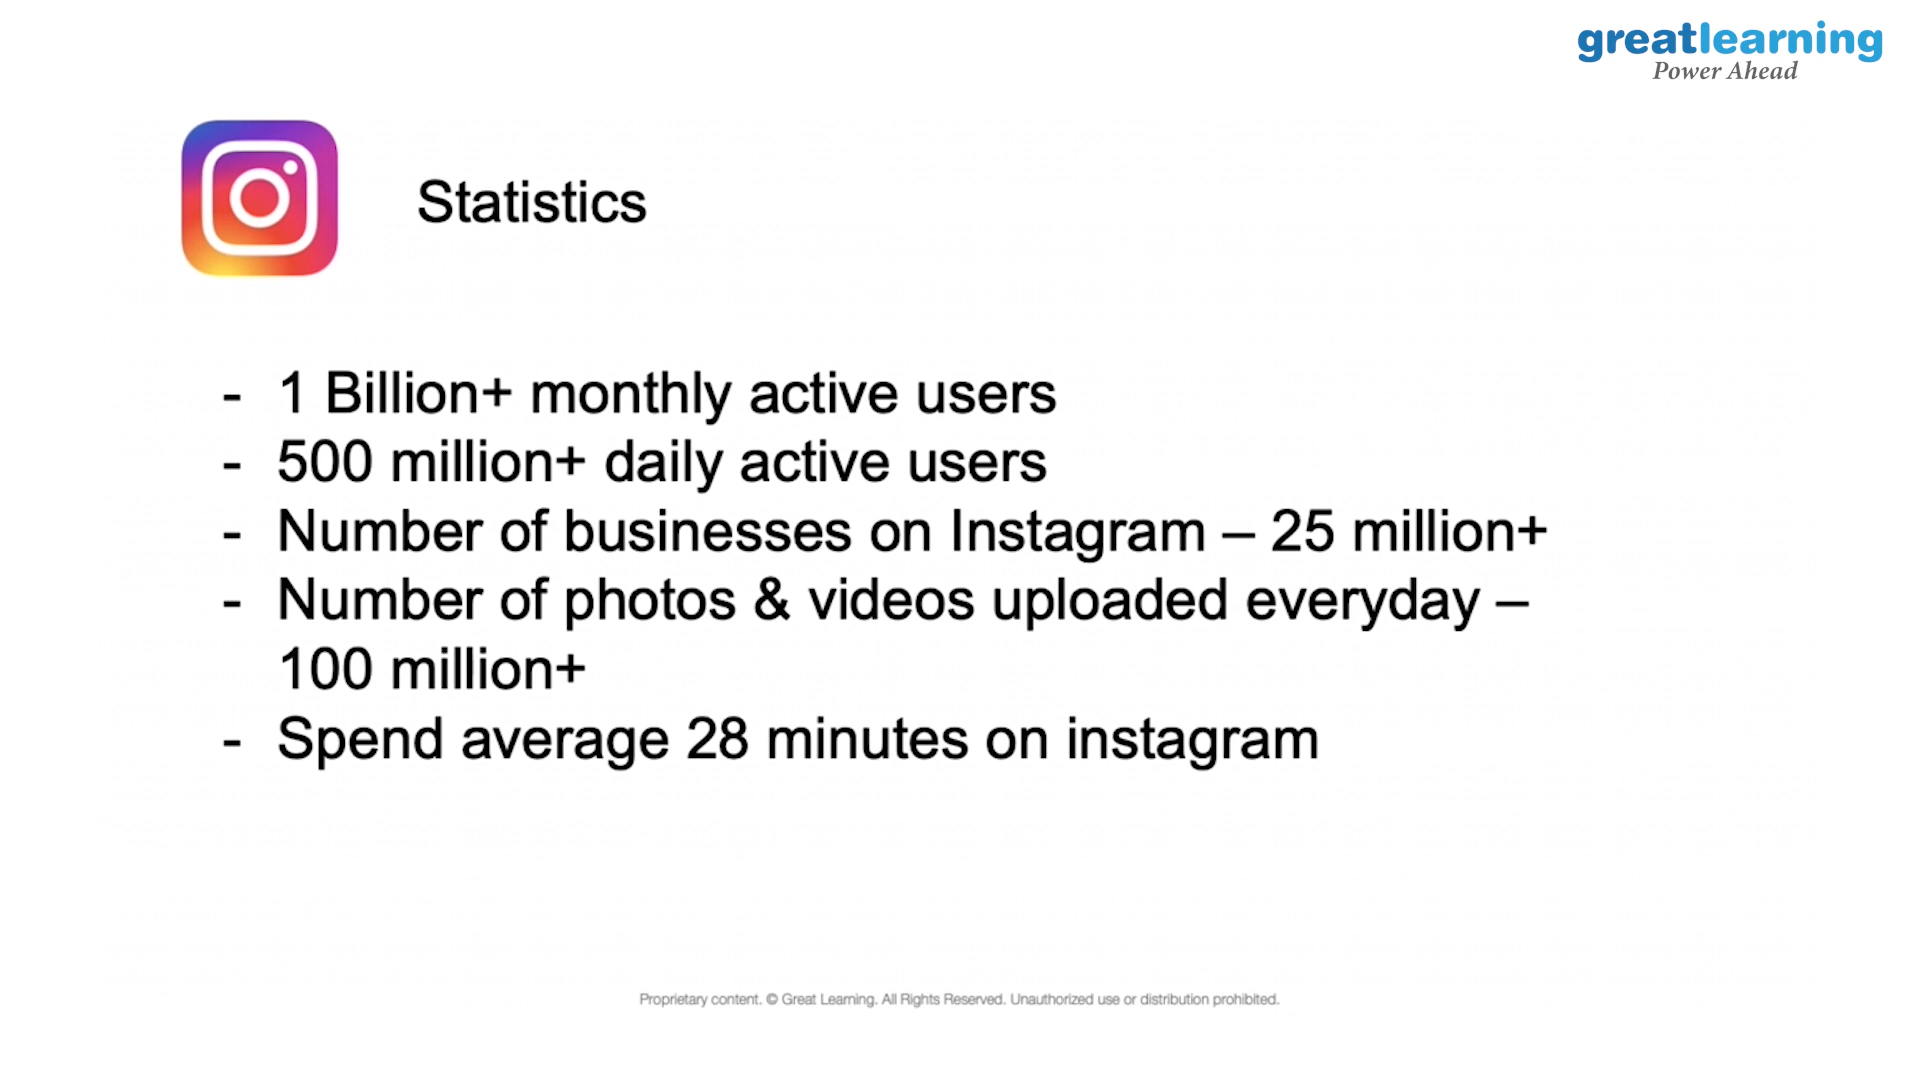 greatlearning
Power Ahead
Statistics
- 1 Billion+ monthly active users
- 500 million+ daily active users
- Number of businesses on Instagram – 25 million+
- Number of photos & videos uploaded everyday –
100 million+
- Spend average 28 minutes on instagram
Proprietary content. © Great Learning. All Rights Reserved. Unauthorized use or distribution prohibited.